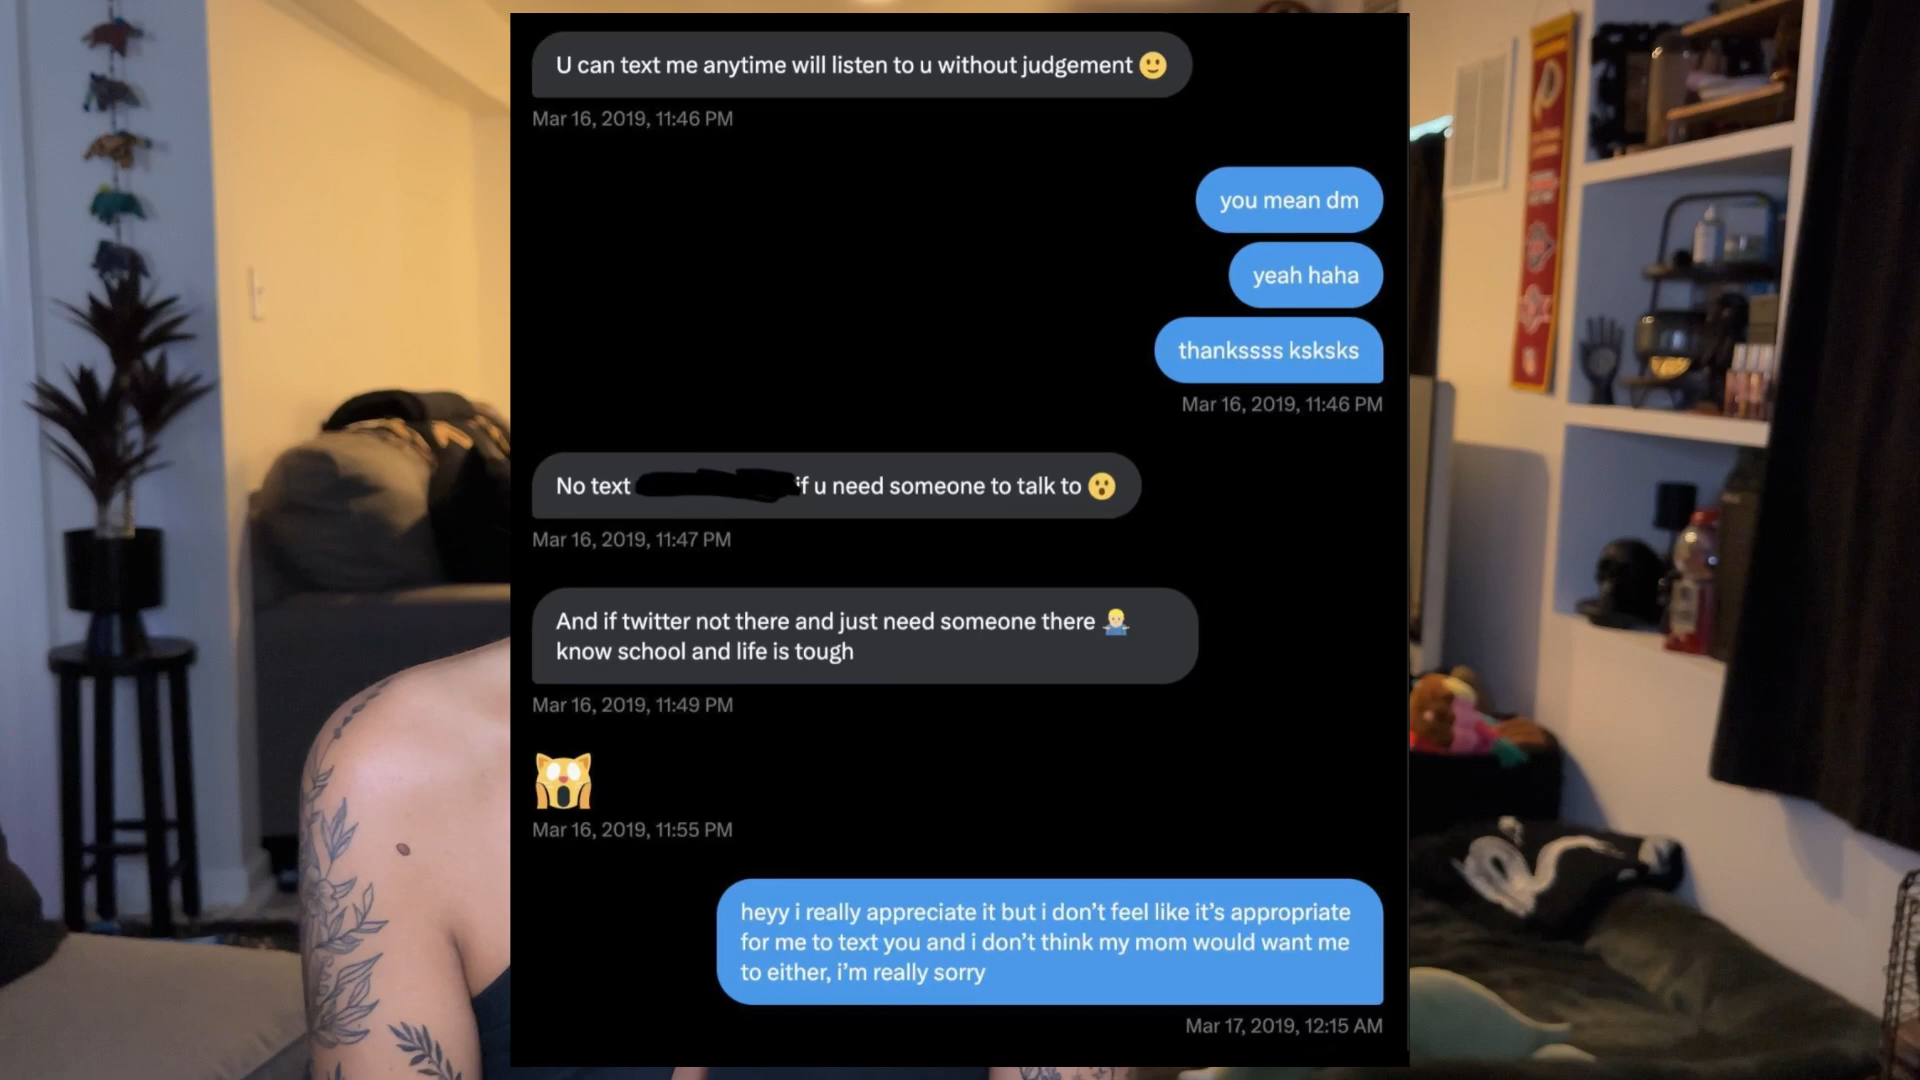 U can text me anytime will listen to u without judgement 🙂
Mar 16, 2019, 11:46 PM
you mean dm
yeah haha
thankssss ksksks
Mar 16, 2019, 11:46 PM
No text if u need someone to talk to 😮
Mar 16, 2019, 11:47 PM
And if twitter not there and just need someone there 🤷🏼‍♂️
know school and life is tough
Mar 16, 2019, 11:49 PM
🙀
Mar 16, 2019, 11:55 PM
heyy i really appreciate it but i don’t feel like it’s appropriate
for me to text you and i don’t think my mom would want me
to either, i’m really sorry
Mar 17, 2019, 12:15 AM